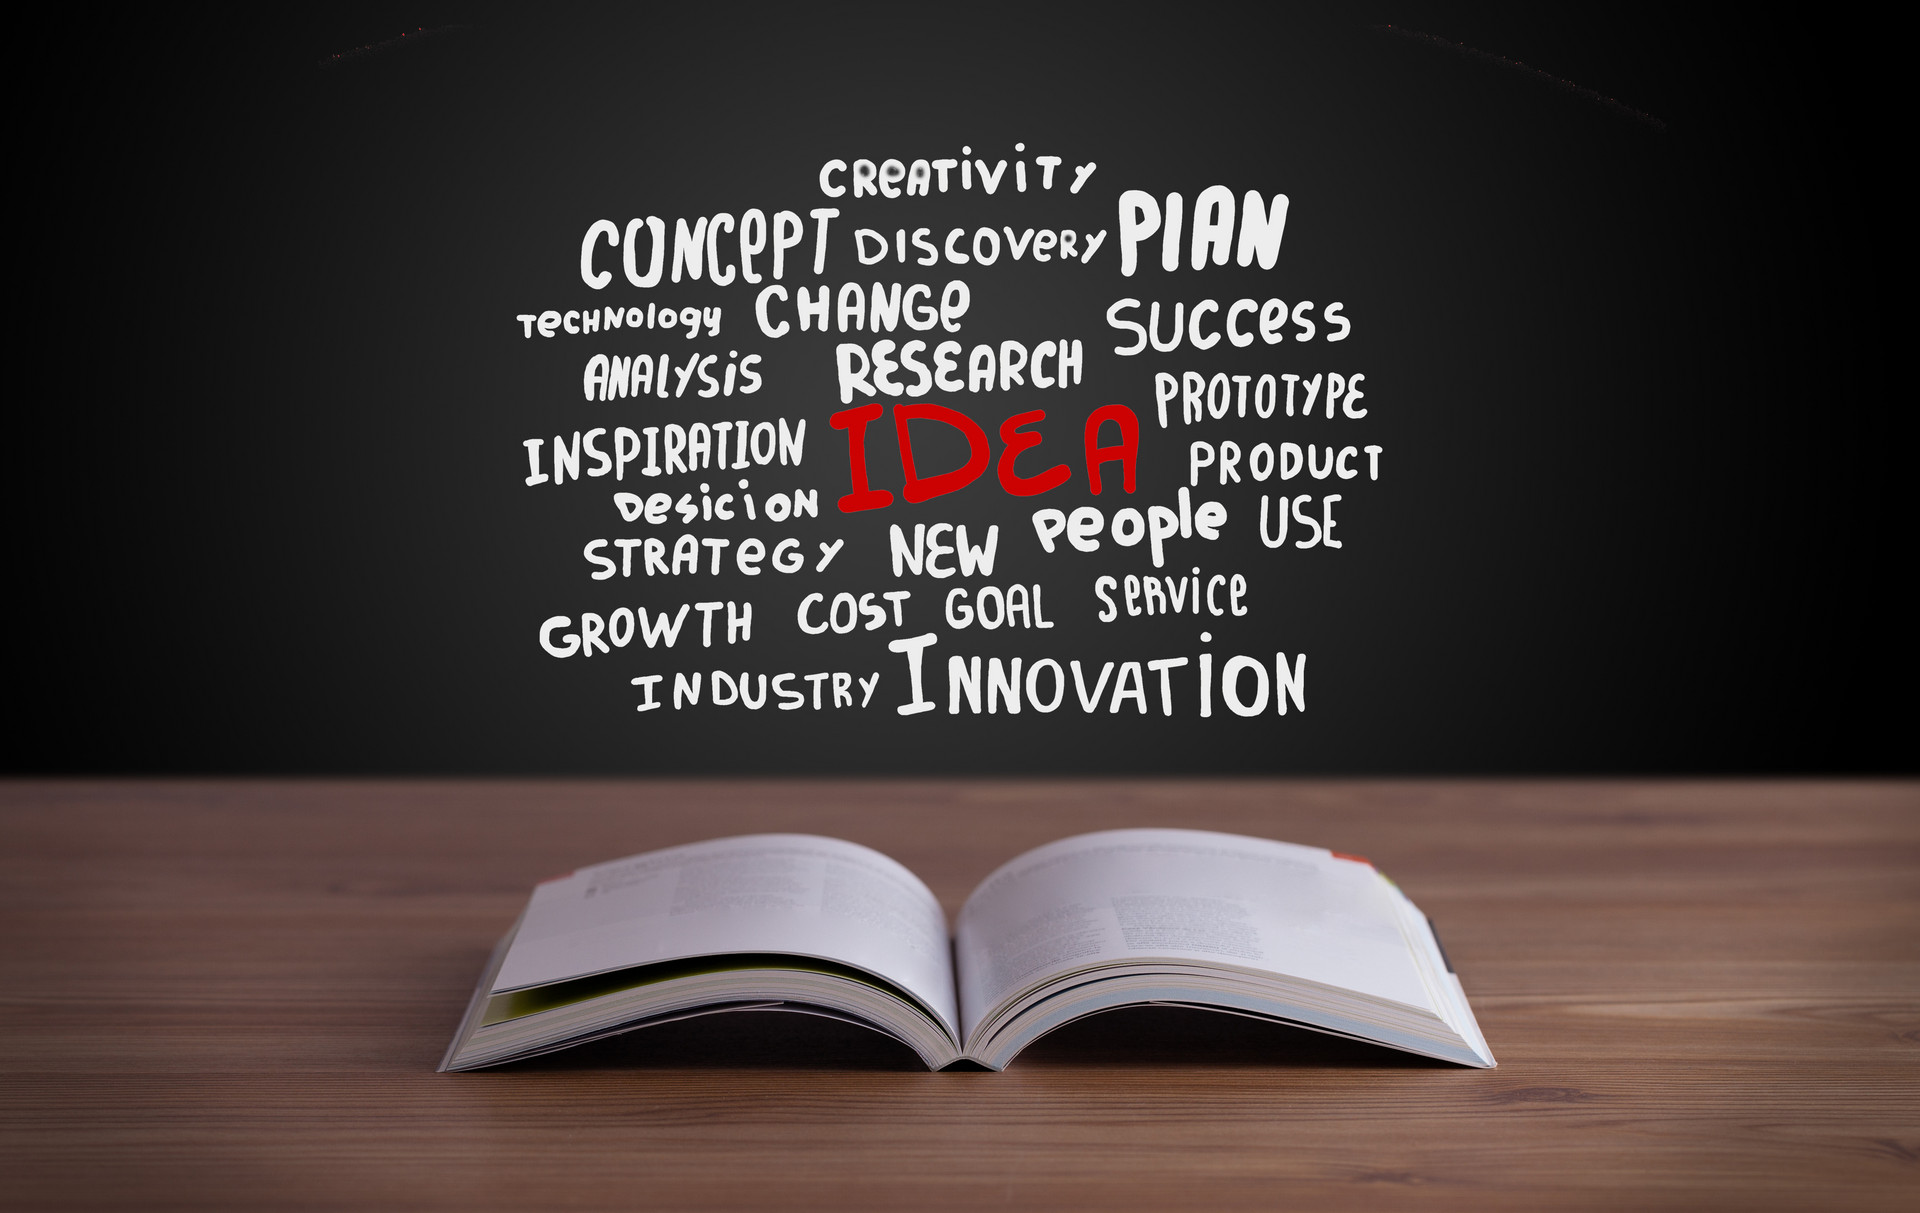 CReATiViTY
CONCePT DISCOVeRY PlAN
TeCHNology CHANGe SUCCeSS
ANAlYSiS RESEARCH PROTOTYPE
INSPIRATION IDEA PRODUCT
DeSiCiON People USE
STRATeGY NEW
GROWTH COST GOAL SeRViCe
INDUSTRY INNOVATiON